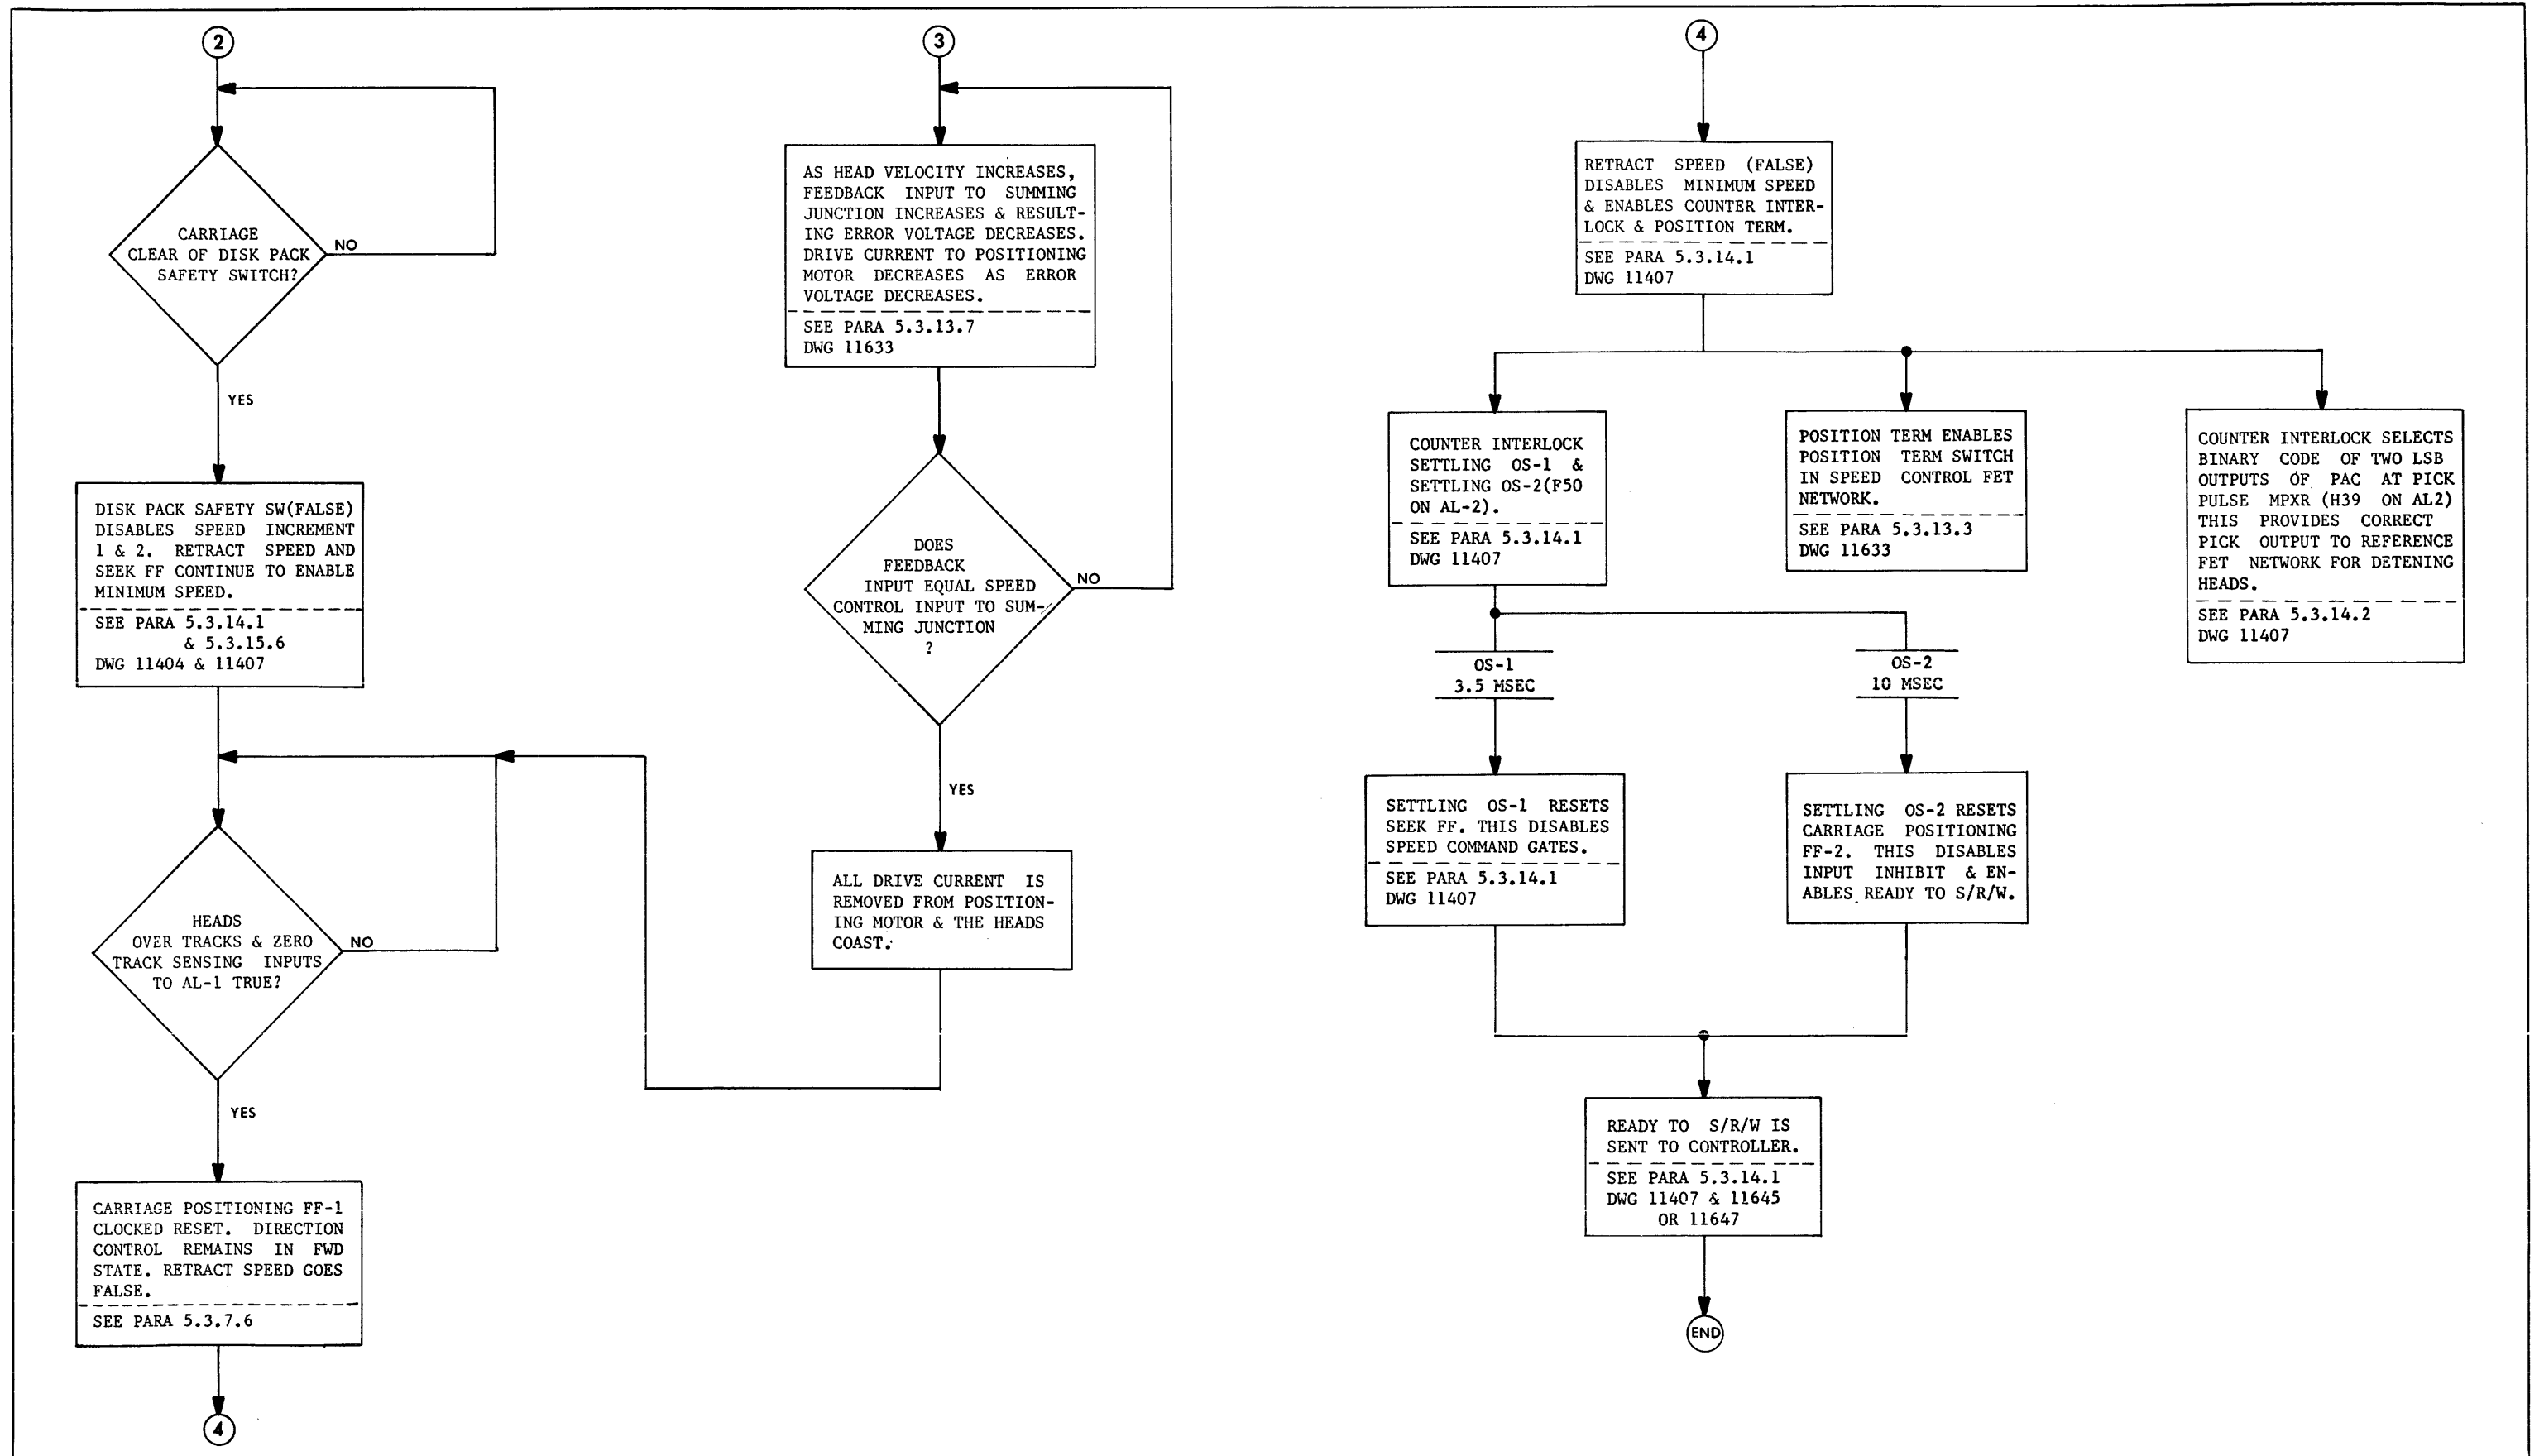 2
CARRIAGE
CLEAR OF DISK PACK
SAFETY SWITCH?
NO
YES
DISK PACK SAFETY SW(FALSE)
DISABLES SPEED INCREMENT
1 & 2. RETRACT SPEED AND
SEEK FF CONTINUE TO ENABLE
MINIMUM SPEED.
SEE PARA 5.3.14.1
& 5.3.15.6
DWG 11404 & 11407
HEADS
OVER TRACKS & ZERO
TRACK SENSING INPUTS
TO AL-1 TRUE?
NO
YES
CARRIAGE POSITIONING FF-1
CLOCKED RESET. DIRECTION
CONTROL REMAINS IN FWD
STATE. RETRACT SPEED GOES
FALSE.
SEE PARA 5.3.7.6
4
3
AS HEAD VELOCITY INCREASES,
FEEDBACK INPUT TO SUMMING
JUNCTION INCREASES & RESULT-
ING ERROR VOLTAGE DECREASES.
DRIVE CURRENT TO POSITIONING
MOTOR DECREASES AS ERROR
VOLTAGE DECREASES.
SEE PARA 5.3.13.7
DWG 11633
DOES
FEEDBACK
INPUT EQUAL SPEED
CONTROL INPUT TO SUM-
MING JUNCTION
?
NO
YES
ALL DRIVE CURRENT IS
REMOVED FROM POSITION-
ING MOTOR & THE HEADS
COAST.
4
RETRACT SPEED (FALSE)
DISABLES MINIMUM SPEED
& ENABLES COUNTER INTER-
LOCK & POSITION TERM.
SEE PARA 5.3.14.1
DWG 11407
COUNTER INTERLOCK
SETTLING OS-1 &
SETTLING OS-2(F50
ON AL-2).
SEE PARA 5.3.14.1
DWG 11407
POSITION TERM ENABLES
POSITION TERM SWITCH
IN SPEED CONTROL FET
NETWORK.
SEE PARA 5.3.13.3
DWG 11633
COUNTER INTERLOCK SELECTS
BINARY CODE OF TWO LSB
OUTPUTS OF PAC AT PICK
PULSE MPXR (H39 ON AL2)
THIS PROVIDES CORRECT
PICK OUTPUT TO REFERENCE
FET NETWORK FOR DETENING
HEADS.
SEE PARA 5.3.14.2
DWG 11407
OS-1
3.5 MSEC
OS-2
10 MSEC
SETTLING OS-1 RESETS
SEEK FF. THIS DISABLES
SPEED COMMAND GATES.
SEE PARA 5.3.14.1
DWG 11407
SETTLING OS-2 RESETS
CARRIAGE POSITIONING
FF-2. THIS DISABLES
INPUT INHIBIT & EN-
ABLES READY TO S/R/W.
READY TO S/R/W IS
SENT TO CONTROLLER.
SEE PARA 5.3.14.1
DWG 11407 & 11645
OR 11647
END